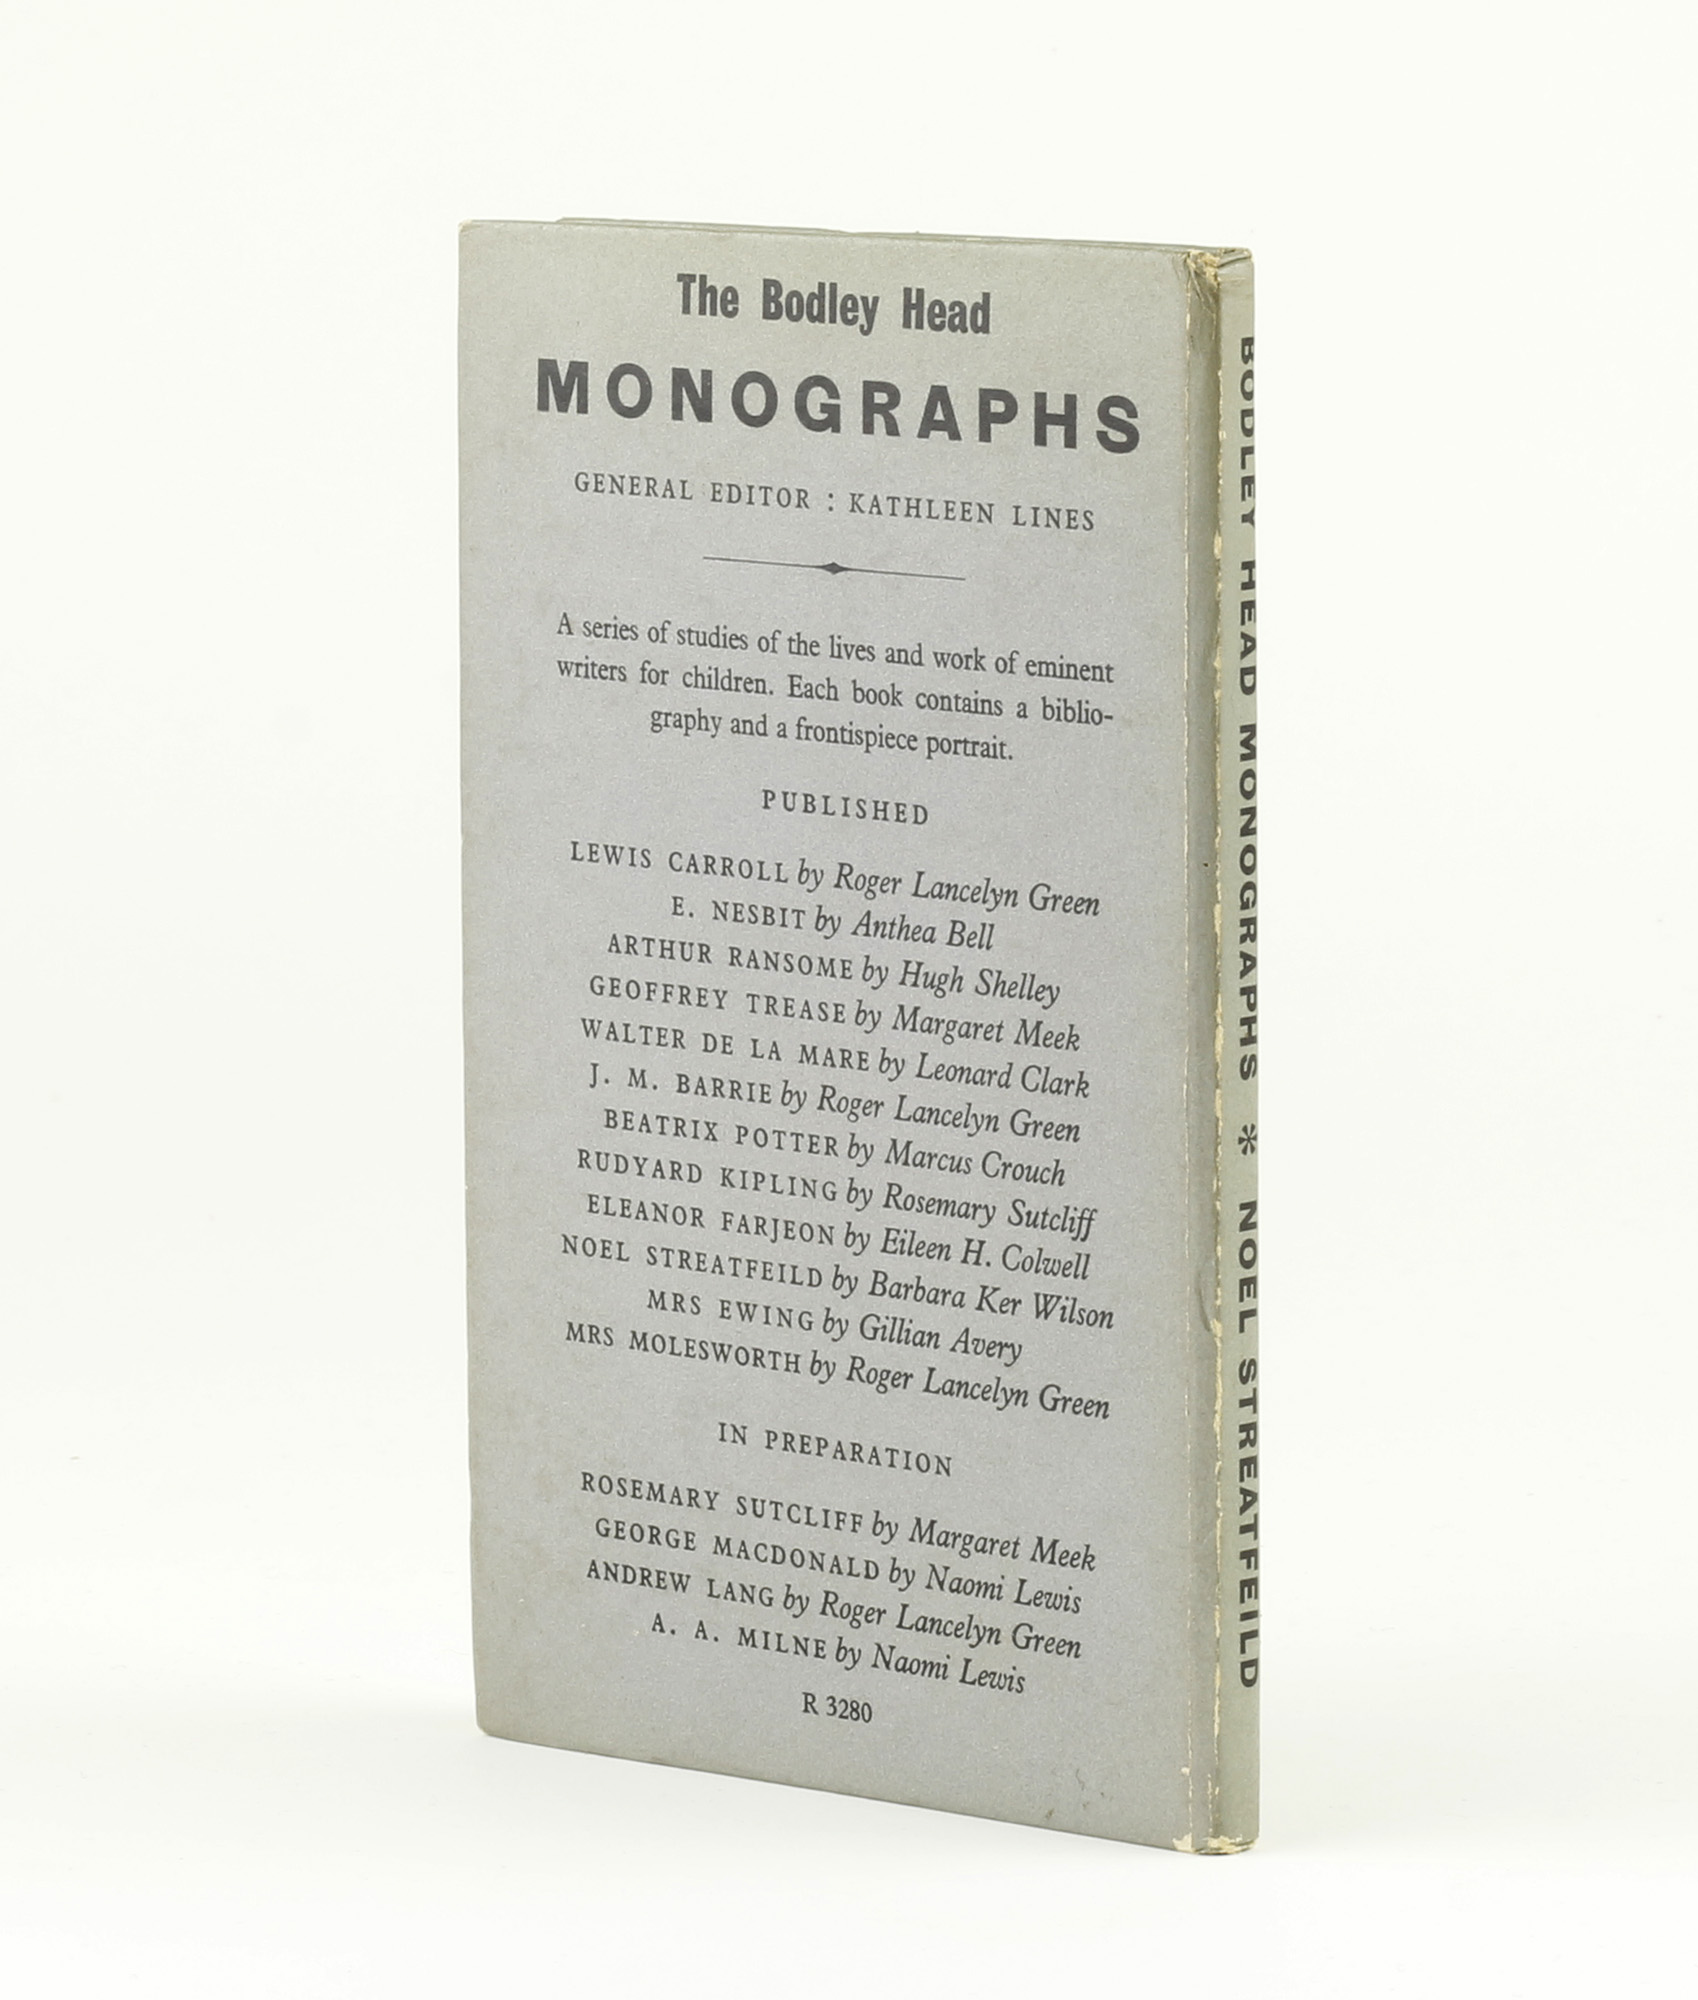 The Bodley Head
MONOGRAPHS
GENERAL EDITOR : KATHLEEN LINES
A series of studies of the lives and work of eminent
writers for children. Each book contains a biblio-
graphy and a frontispiece portrait.
PUBLISHED
LEWIS CARROLL by Roger Lancelyn Green
E. NESBIT by Anthea Bell
ARTHUR RANSOME by Hugh Shelley
GEOFFREY TREASE by Margaret Meek
WALTER DE LA MARE by Leonard Clark
J. M. BARRIE by Roger Lancelyn Green
BEATRIX POTTER by Marcus Crouch
RUDYARD KIPLING by Rosemary Sutcliff
ELEANOR FARJEON by Eileen H. Colwell
NOEL STREATFEILD by Barbara Ker Wilson
MRS EWING by Gillian Avery
MRS MOLESWORTH by Roger Lancelyn Green
IN PREPARATION
ROSEMARY SUTCLIFF by Margaret Meek
GEORGE MACDONALD by Naomi Lewis
ANDREW LANG by Roger Lancelyn Green
A. A. MILNE by Naomi Lewis
R 3280
BODLEY HEAD MONOGRAPHS * NOEL STREATFEILD